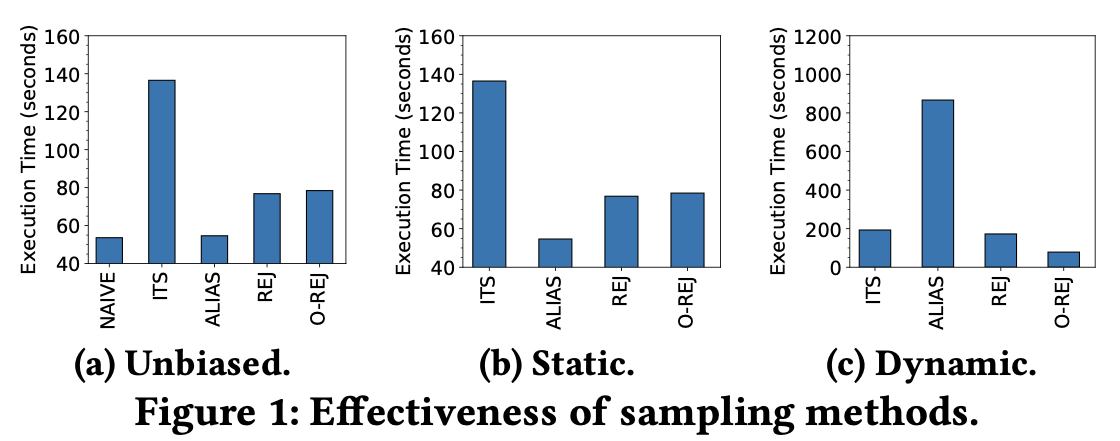 Execution Time (seconds)
160
140
120
100
80
60
40
NAIVE
ITS
ALIAS
REJ
O-REJ
(a) Unbiased.
Execution Time (seconds)
160
140
120
100
80
60
40
ITS
ALIAS
REJ
O-REJ
(b) Static.
Execution Time (seconds)
1200
1000
800
600
400
200
0
ITS
ALIAS
REJ
O-REJ
(c) Dynamic.
Figure 1: Effectiveness of sampling methods.